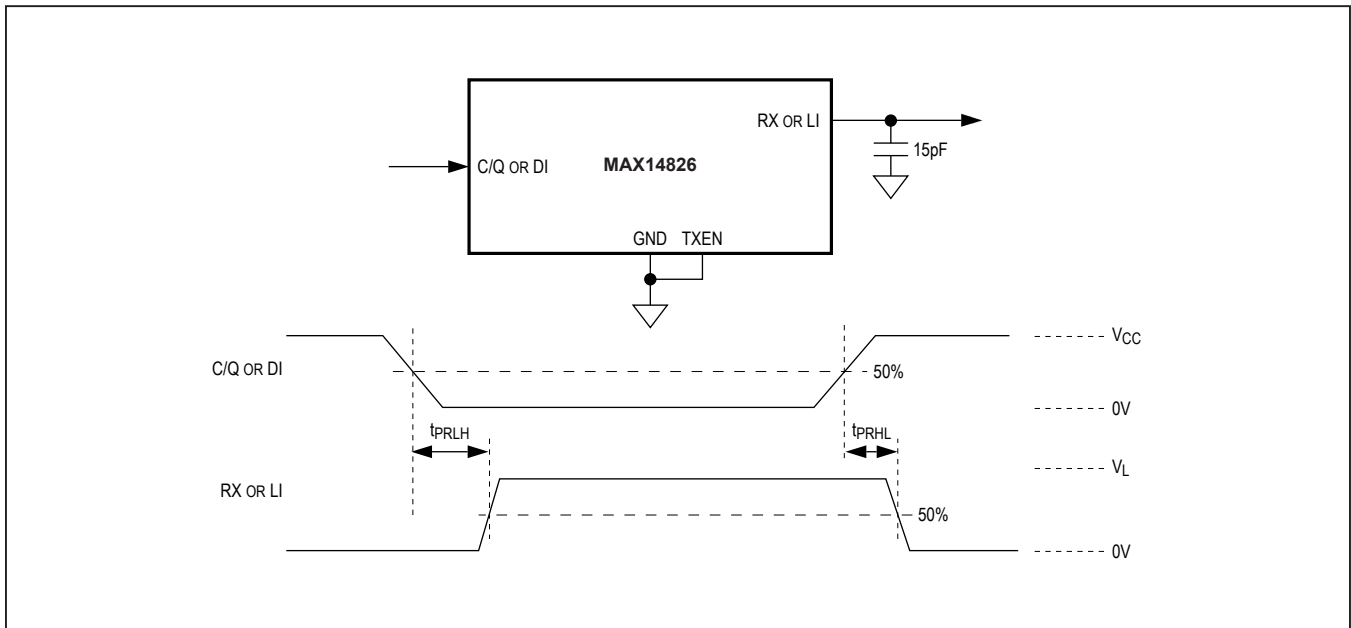 RX OR LI
15pF
C/Q OR DI
MAX14826
GND TXEN
VCC
C/Q OR DI
50%
0V
tPRLH
tPRHL
VL
RX OR LI
50%
0V